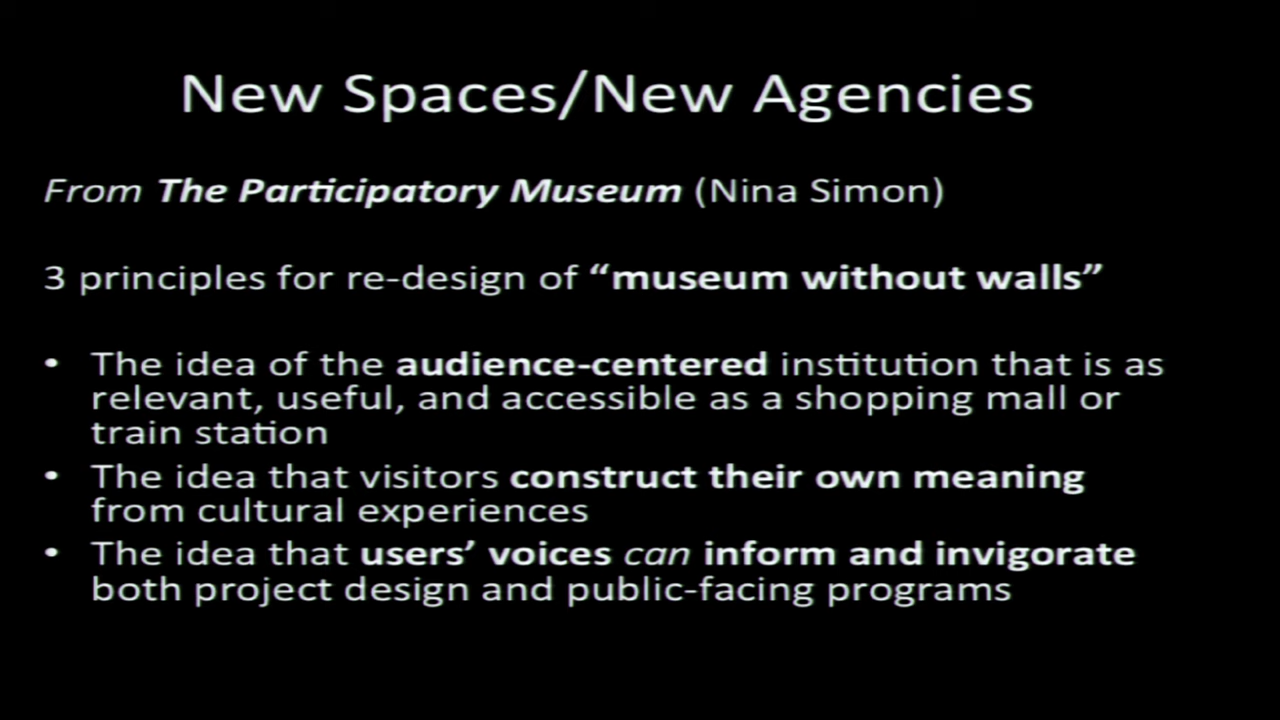 New Spaces/New Agencies
From The Participatory Museum (Nina Simon)
3 principles for re-design of “museum without walls”
• The idea of the audience-centered institution that is as
relevant, useful, and accessible as a shopping mall or
train station
• The idea that visitors construct their own meaning
from cultural experiences
• The idea that users’ voices can inform and invigorate
both project design and public-facing programs